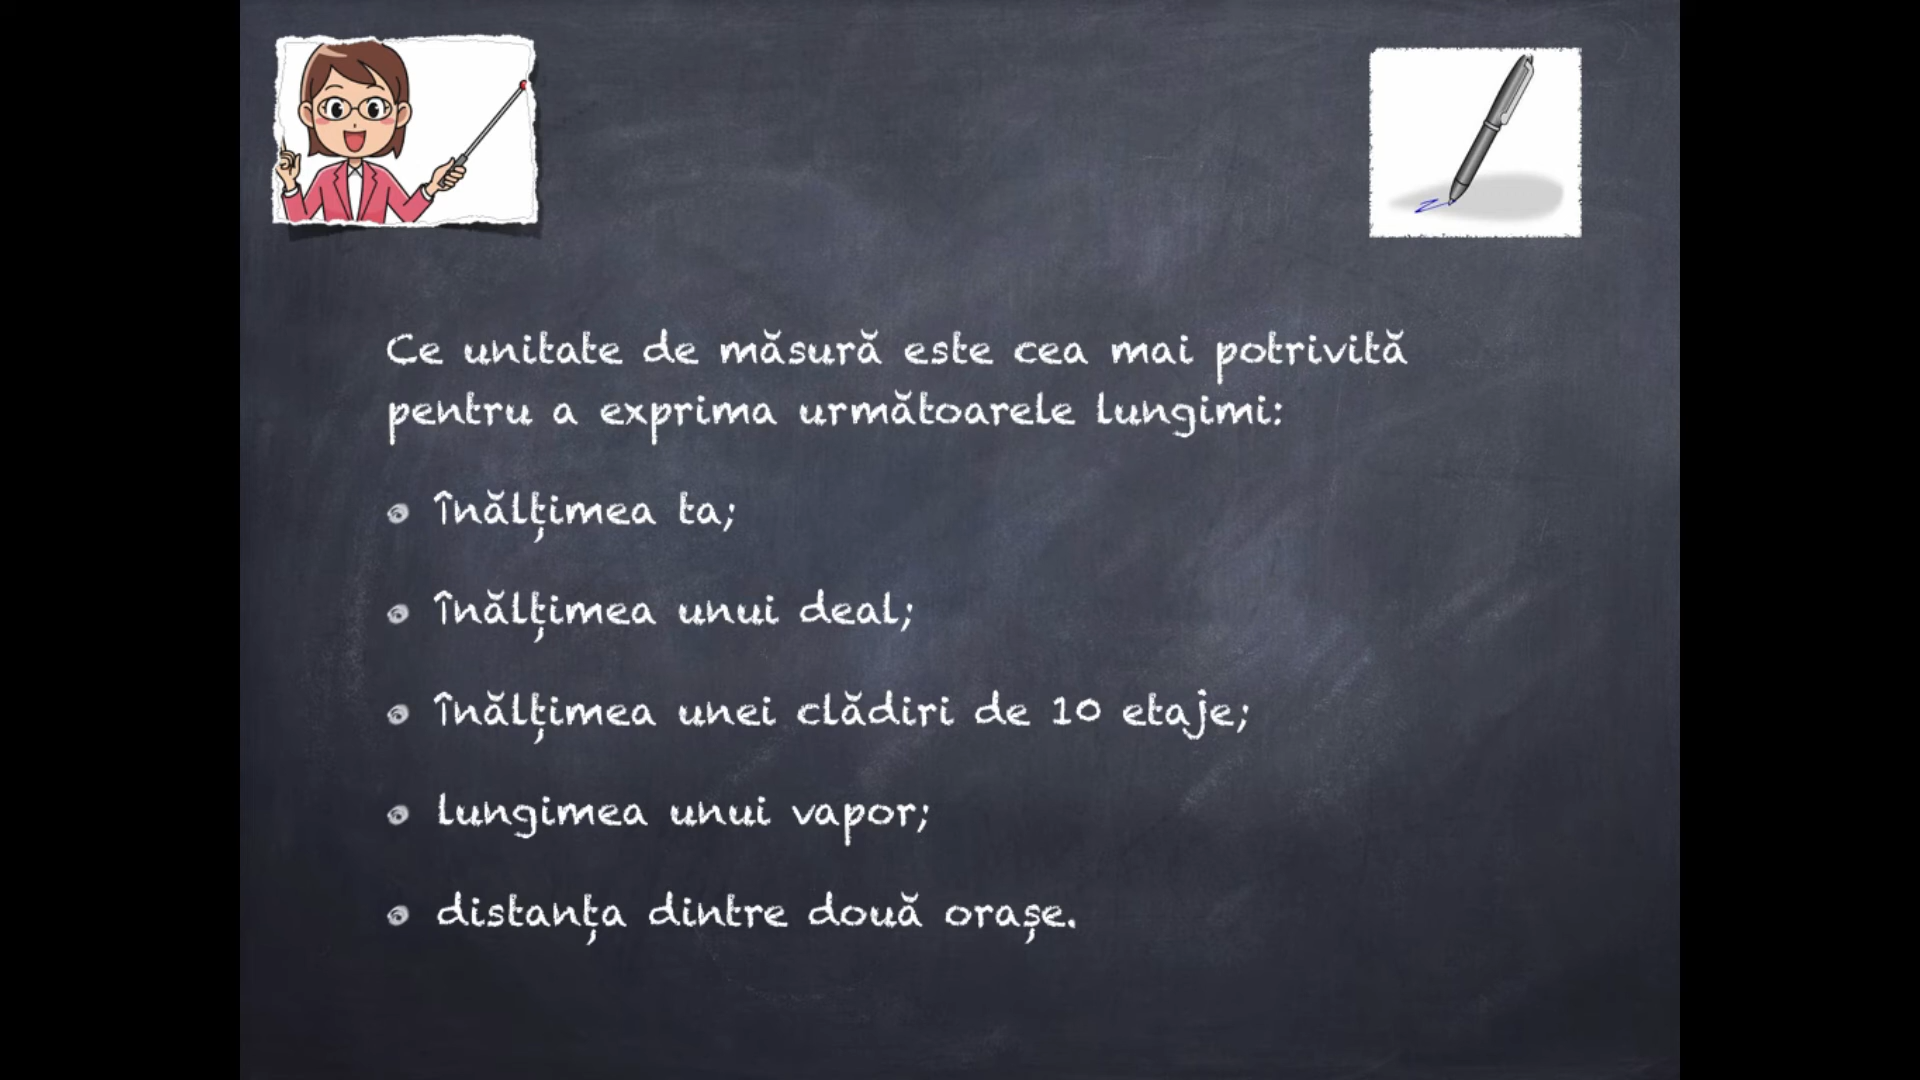 Ce unitate de măsură este cea mai potrivită
pentru a exprima următoarele lungimi:
înălțimea ta;
înălțimea unui deal;
înălțimea unei clădiri de 10 etaje;
lungimea unui vapor;
distanța dintre două orașe.